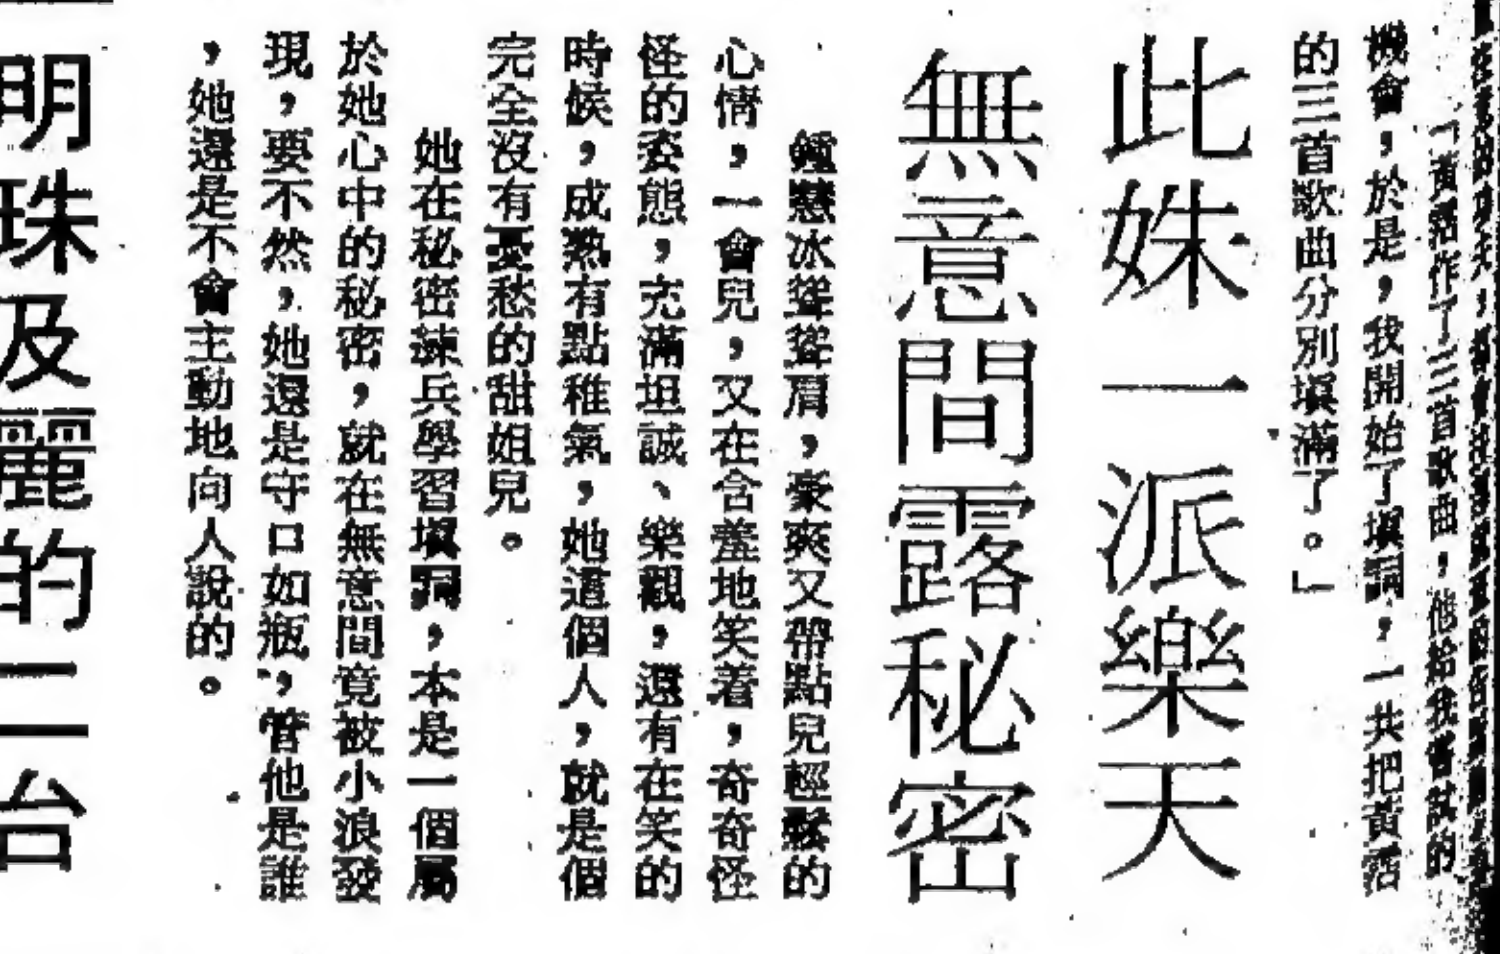 「黃活作了三首歌曲,他給我嘗試的
機會,於是,我開始了填詞,一共把黃活
的三首歌曲分別填滿了。」
此姝一派樂天
無意間露秘密
鍾慧冰聳聳肩,豪爽又帶點兒輕鬆的
心情,一會兒,又在含羞地笑着,奇奇怪
怪的姿態,充滿坦誠、樂觀,還有在笑的
時候,成熟有點稚氣,她這個人,就是個
完全沒有憂愁的甜姐兒。
她在秘密練兵學習填詞,本是一個屬
於她心中的秘密,就在無意間竟被小浪發
現,要不然,她還是守口如瓶,管他是誰
,她還是不會主動地向人說的。
明珠及麗的二台